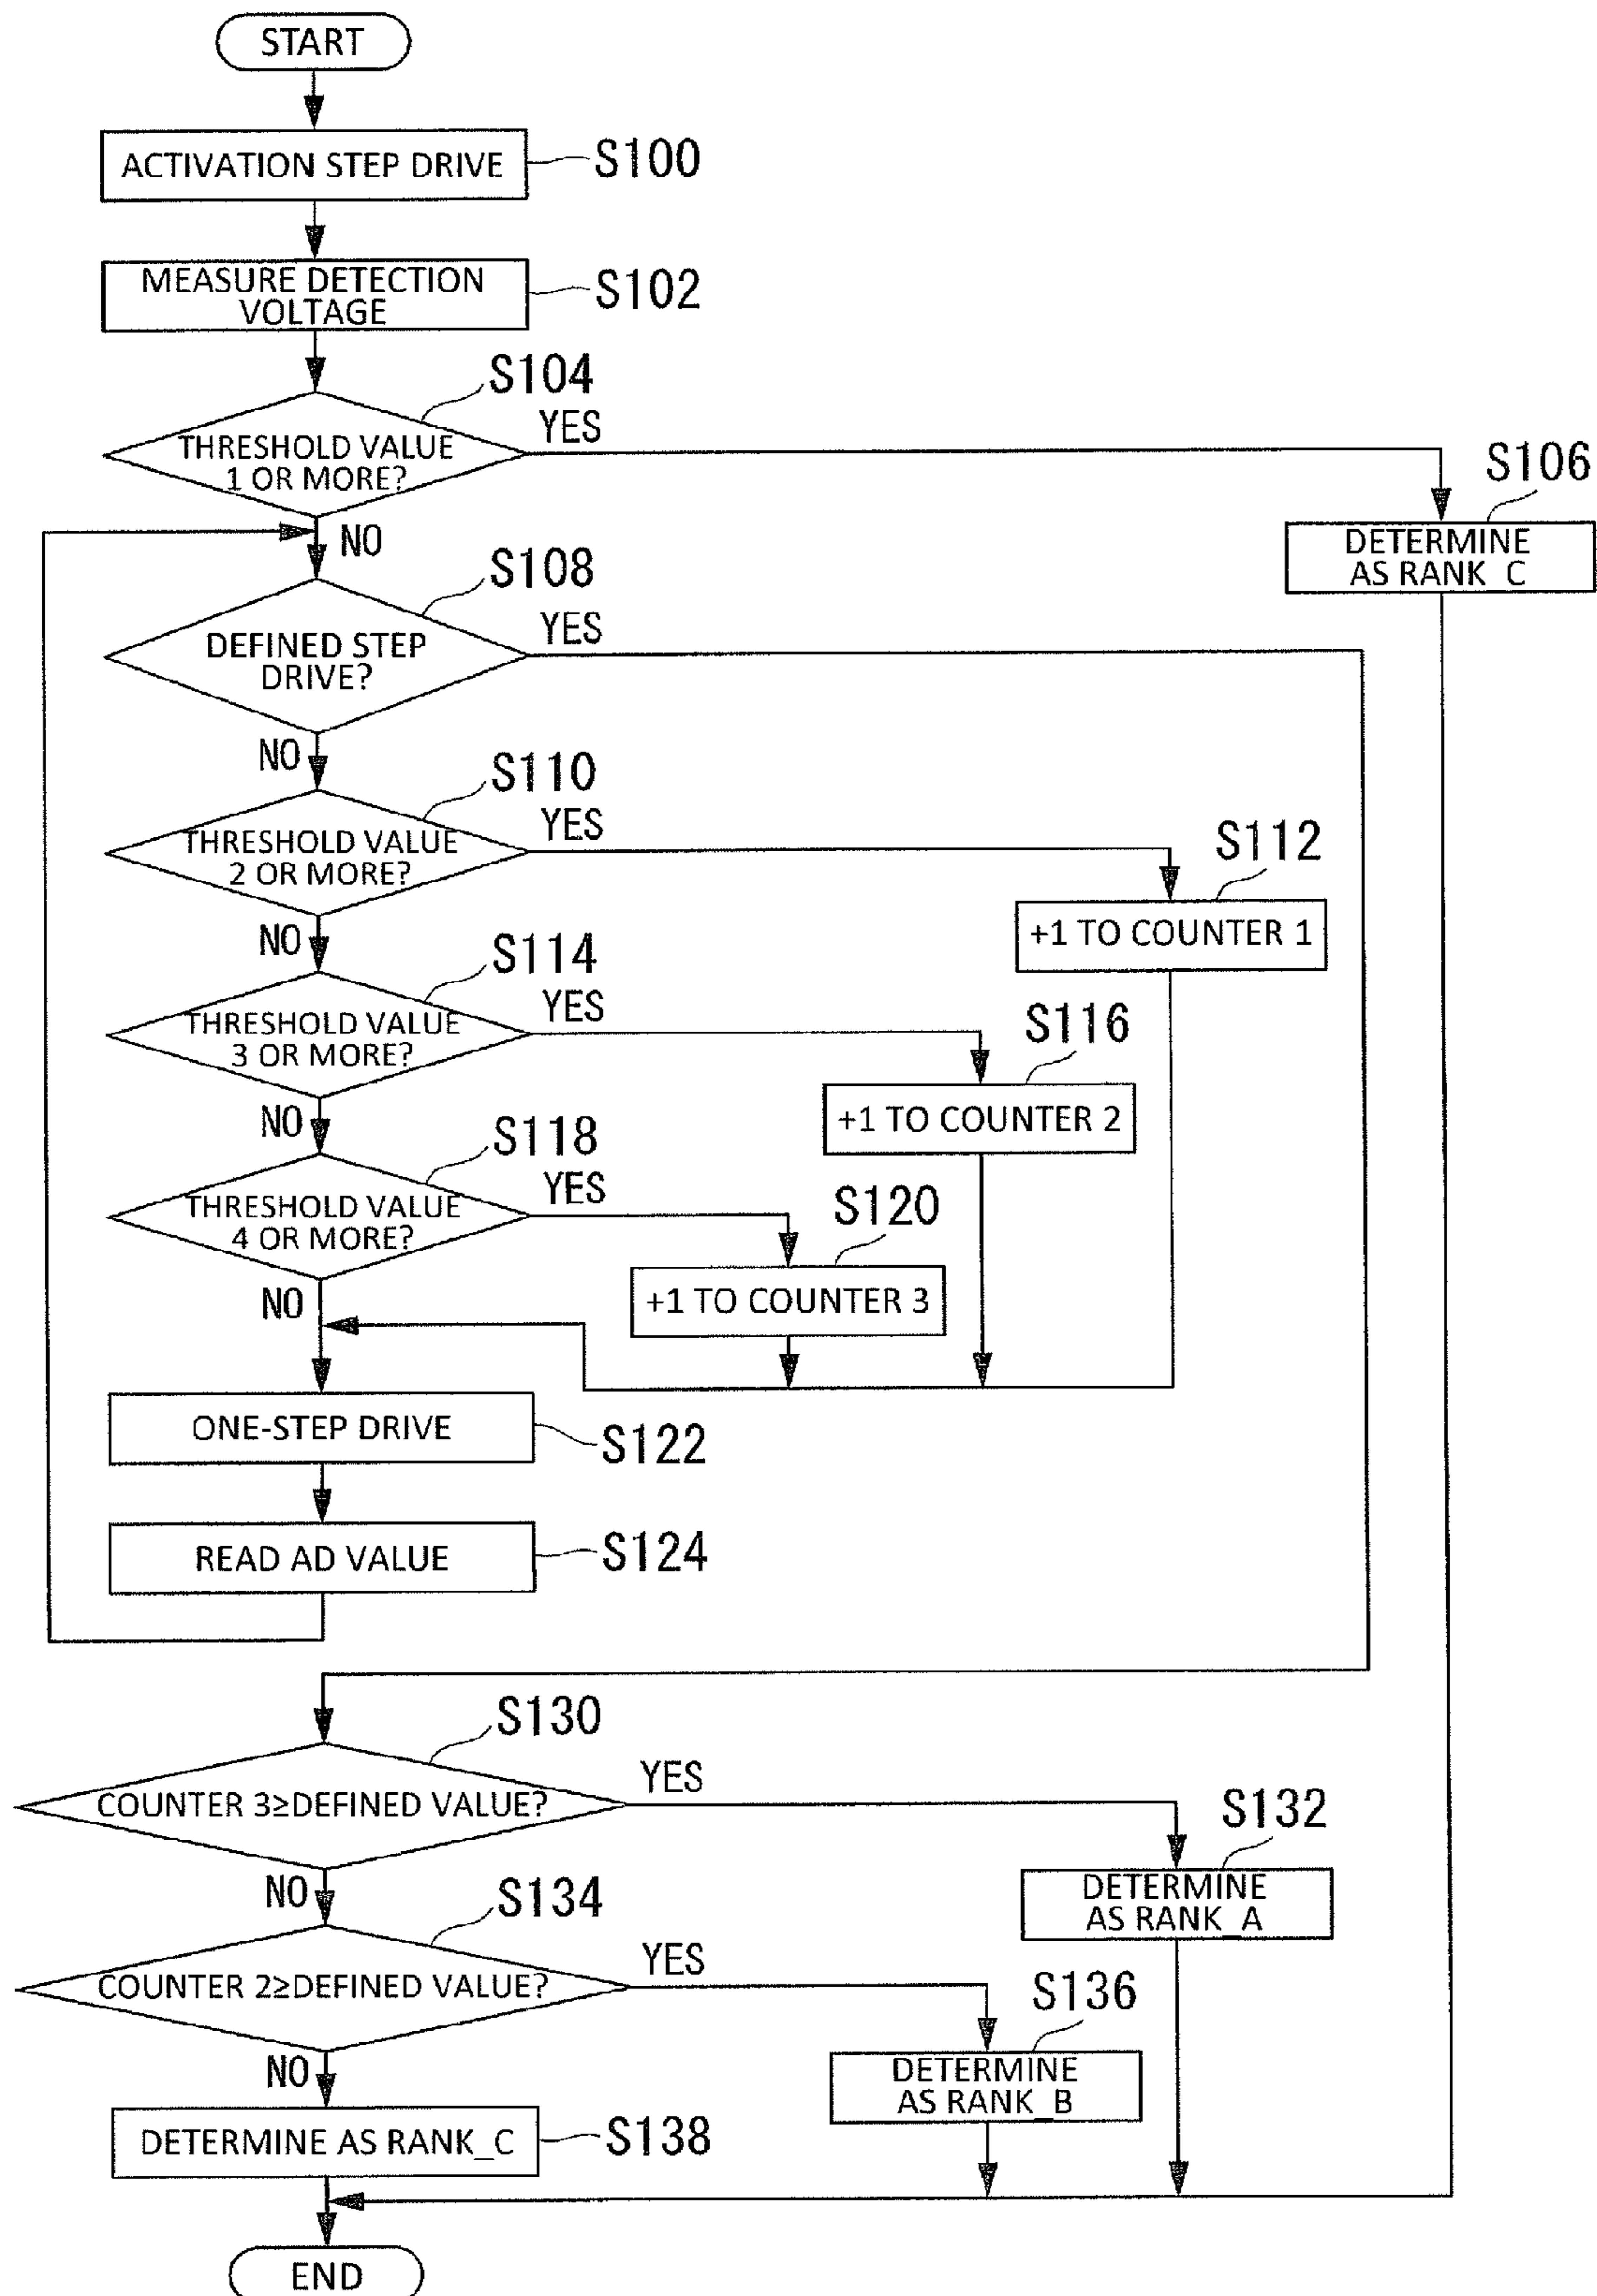 START
ACTIVATION STEP DRIVE
S100
MEASURE DETECTION
VOLTAGE
S102
S104
THRESHOLD VALUE
1 OR MORE?
YES
NO
S106
DETERMINE
AS RANK_C
S108
DEFINED STEP
DRIVE?
YES
NO
S110
THRESHOLD VALUE
2 OR MORE?
YES
NO
S112
+1 TO COUNTER 1
S114
THRESHOLD VALUE
3 OR MORE?
YES
NO
S116
+1 TO COUNTER 2
S118
THRESHOLD VALUE
4 OR MORE?
YES
NO
S120
+1 TO COUNTER 3
ONE-STEP DRIVE
S122
READ AD VALUE
S124
S130
COUNTER 3≥DEFINED VALUE?
YES
NO
S132
DETERMINE
AS RANK_A
S134
COUNTER 2≥DEFINED VALUE?
YES
NO
S136
DETERMINE
AS RANK_B
DETERMINE AS RANK_C
S138
END